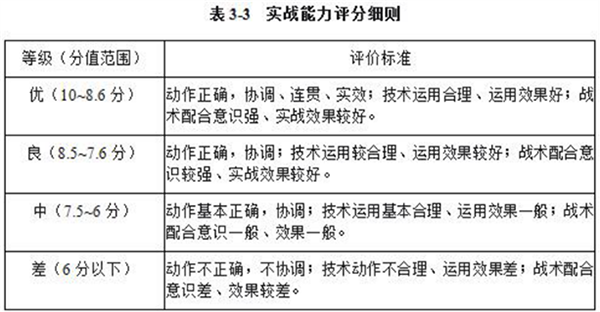 表 3-3 实战能力评分细则
等级（分值范围）
评价标准
优（10~8.6 分）
动作正确，协调、连贯、实效；技术运用合理、运用效果好；战
术配合意识强、实战效果较好。
良（8.5~7.6 分）
动作正确，协调；技术运用较合理、运用效果较好；战术配合意
识较强、实战效果较好。
中（7.5~6 分）
动作基本正确，协调；技术运用基本合理、运用效果一般；战术
配合意识一般、效果一般。
差（6 分以下）
动作不正确，不协调；技术动作不合理、运用效果差；战术配合
意识差、效果较差。